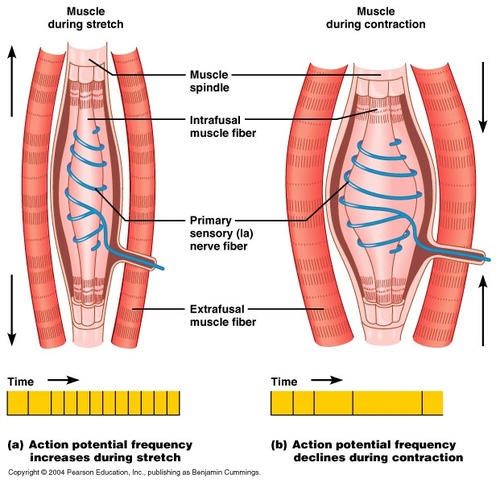 Muscle
during stretch
Muscle
during contraction
Muscle
spindle
Intrafusal
muscle fiber
Primary
sensory (Ia)
nerve fiber
Extrafusal
muscle fiber
Time
Time
(a) Action potential frequency
increases during stretch
(b) Action potential frequency
declines during contraction
Copyright © 2004 Pearson Education, Inc., publishing as Benjamin Cummings.